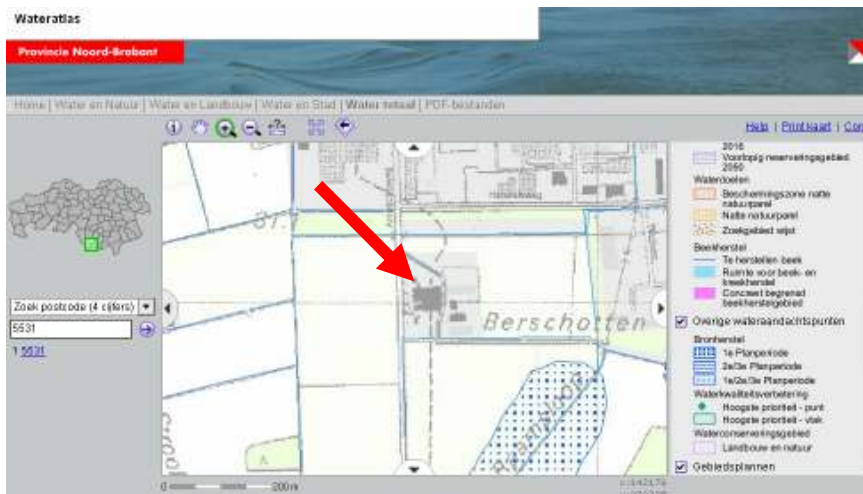 Wateratlas
Provincie Noord-Brabant
Home | Water en Natuur | Water en Landbouw | Water en Stad | Water totaal | PDF-bestanden
Help | Print kaart | Con
2016
Voorlopig reserveringsgebied
2050
Waterdoelen
Beschermingszone natte
natuurparel
Natte natuurparel
Zoekgebied wijst
Beekherstel
Te herstellen beek
Ruimte voor beek- en
kreekherstel
Concreet begrensd
beekherstelgebied
Zoek postcode (4 cijfers)
5531
1 5531
Berschotten
Raamploop
Overige wateraandachtspunten
Bronherstel
1e Planperiode
2e/3e Planperiode
1e/2e/3e Planperiode
Waterkwaliteitsverbetering
Hoogste prioriteit - punt
Hoogste prioriteit - vlak
Waterconserveringsgebied
Landbouw en natuur
Gebiedsplannen
0
200 m